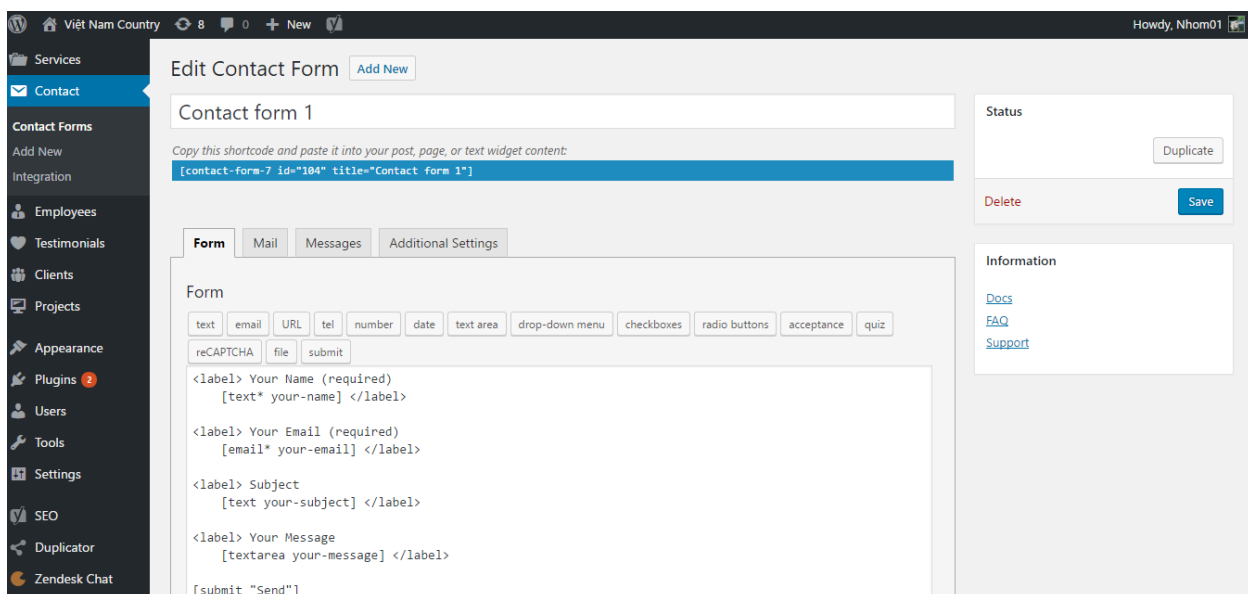 Việt Nam Country 8 0 New Howdy, Nhom01
Services
Contact
Contact Forms
Add New
Integration
Employees
Testimonials
Clients
Projects
Appearance
Plugins 2
Users
Tools
Settings
SEO
Duplicator
Zendesk Chat
Edit Contact Form Add New
Contact form 1
Copy this shortcode and paste it into your post, page, or text widget content:
[contact-form-7 id="104" title="Contact form 1"]
Form Mail Messages Additional Settings
Form
text email URL tel number date text area drop-down menu checkboxes radio buttons acceptance quiz
reCAPTCHA file submit
<label> Your Name (required)
[text* your-name] </label>
<label> Your Email (required)
[email* your-email] </label>
<label> Subject
[text your-subject] </label>
<label> Your Message
[textarea your-message] </label>
[submit "Send"]
Status
Duplicate
Delete Save
Information
Docs
FAQ
Support